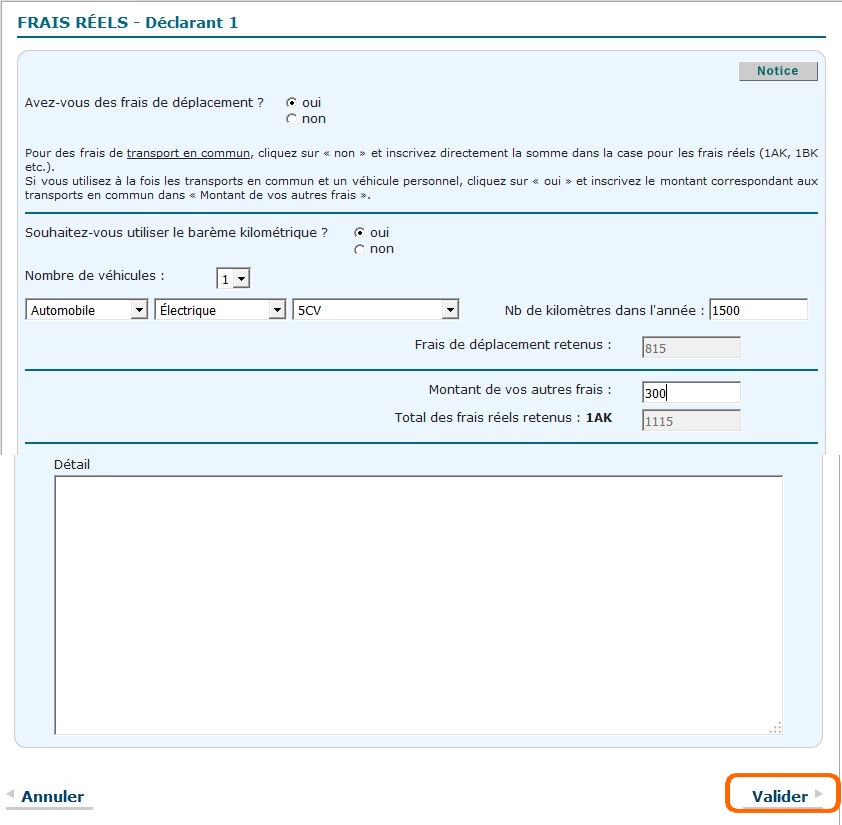 FRAIS RÉELS - Déclarant 1
Notice
Avez-vous des frais de déplacement ? oui
non
Pour des frais de transport en commun, cliquez sur « non » et inscrivez directement la somme dans la case pour les frais réels (1AK, 1BK
etc.).
Si vous utilisez à la fois les transports en commun et un véhicule personnel, cliquez sur « oui » et inscrivez le montant correspondant aux
transports en commun dans « Montant de vos autres frais ».
Souhaitez-vous utiliser le barème kilométrique ? oui
non
Nombre de véhicules : 1
Automobile Électrique 5CV Nb de kilomètres dans l'année : 1500
Frais de déplacement retenus : 815
Montant de vos autres frais : 300
Total des frais réels retenus : 1AK 1115
Détail
Annuler Valider